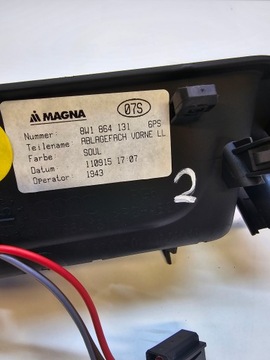 MAGNA 07S
Nummer : 8W1 864 131 6PS
Teilename : ABLAGEFACH VORNE LL
Farbe : SOUL
Datum : 110915 17:07
Operator : 1943
2